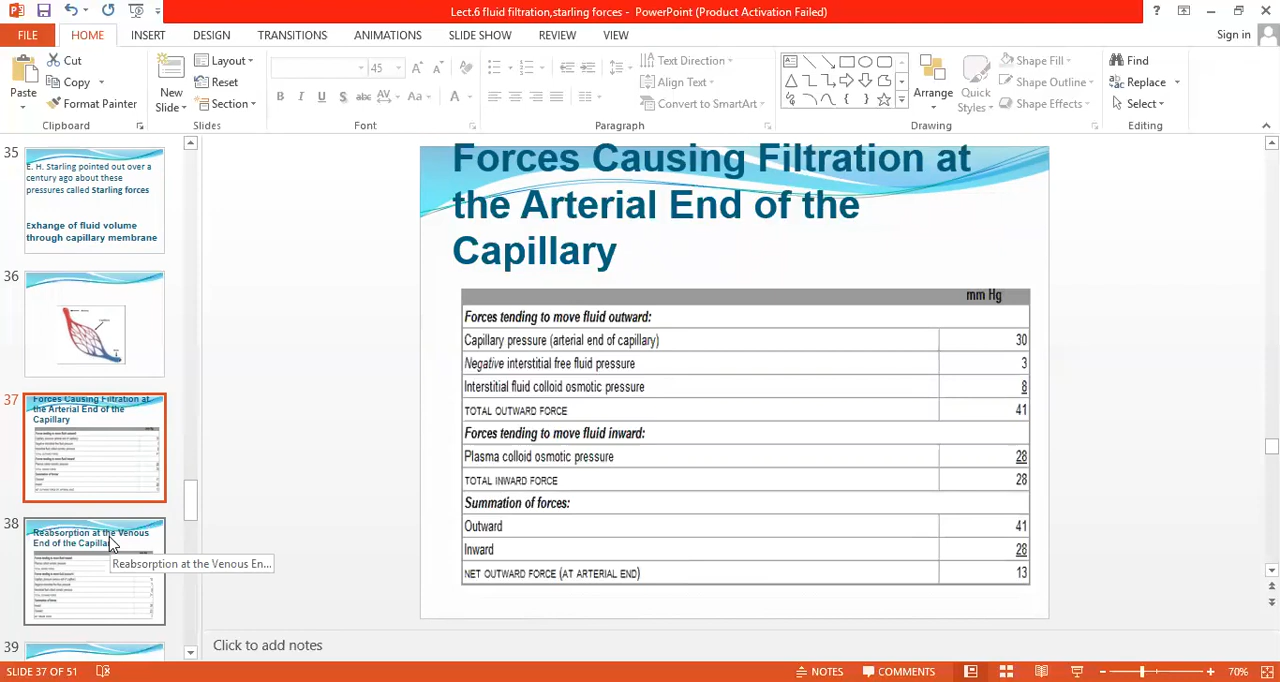 Lect.6 fluid filtration,starling forces - PowerPoint (Product Activation Failed)
FILE HOME INSERT DESIGN TRANSITIONS ANIMATIONS SLIDE SHOW REVIEW VIEW Sign in
Paste
Cut
Copy
Format Painter
Clipboard
New Slide
Layout
Reset
Section
Slides
45
B I U S abc AV Aa A
Font
Text Direction
Align Text
Convert to SmartArt
Paragraph
Arrange
Quick Styles
Shape Fill
Shape Outline
Shape Effects
Drawing
Find
Replace
Select
Editing
35
E. H. Starling pointed out over a
century ago about these
pressures called Starling forces
Exhange of fluid volume
through capillary membrane
36
37
Forces Causing Filtration at
the Arterial End of the
Capillary
38
Reabsorption at the Venous
End of the Capillary
Reabsorption at the Venous En...
39
Forces Causing Filtration at
the Arterial End of the
Capillary
mm Hg
Forces tending to move fluid outward:
Capillary pressure (arterial end of capillary) 30
Negative interstitial free fluid pressure 3
Interstitial fluid colloid osmotic pressure 8
TOTAL OUTWARD FORCE 41
Forces tending to move fluid inward:
Plasma colloid osmotic pressure 28
TOTAL INWARD FORCE 28
Summation of forces:
Outward 41
Inward 28
NET OUTWARD FORCE (AT ARTERIAL END) 13
Click to add notes
SLIDE 37 OF 51 NOTES COMMENTS 70%